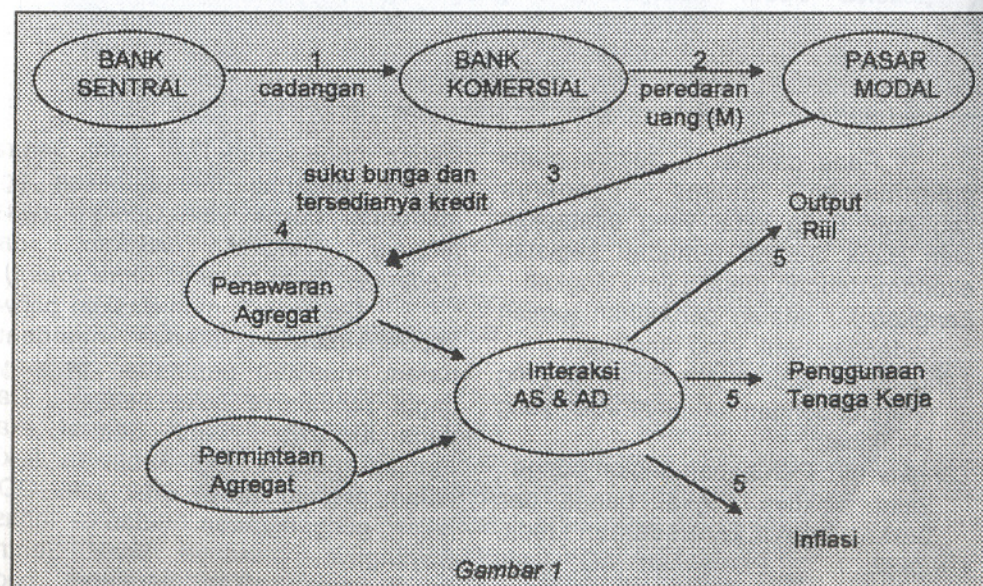 BANK
SENTRAL
1
cadangan
BANK
KOMERSIAL
2
peredaran
uang (M)
PASAR
MODAL
suku bunga dan
tersedianya kredit
3
4
Penawaran
Agregat
Output
Riil
5
Interaksi
AS & AD
5
Penggunaan
Tenaga Kerja
Permintaan
Agregat
5
Inflasi
Gambar 1